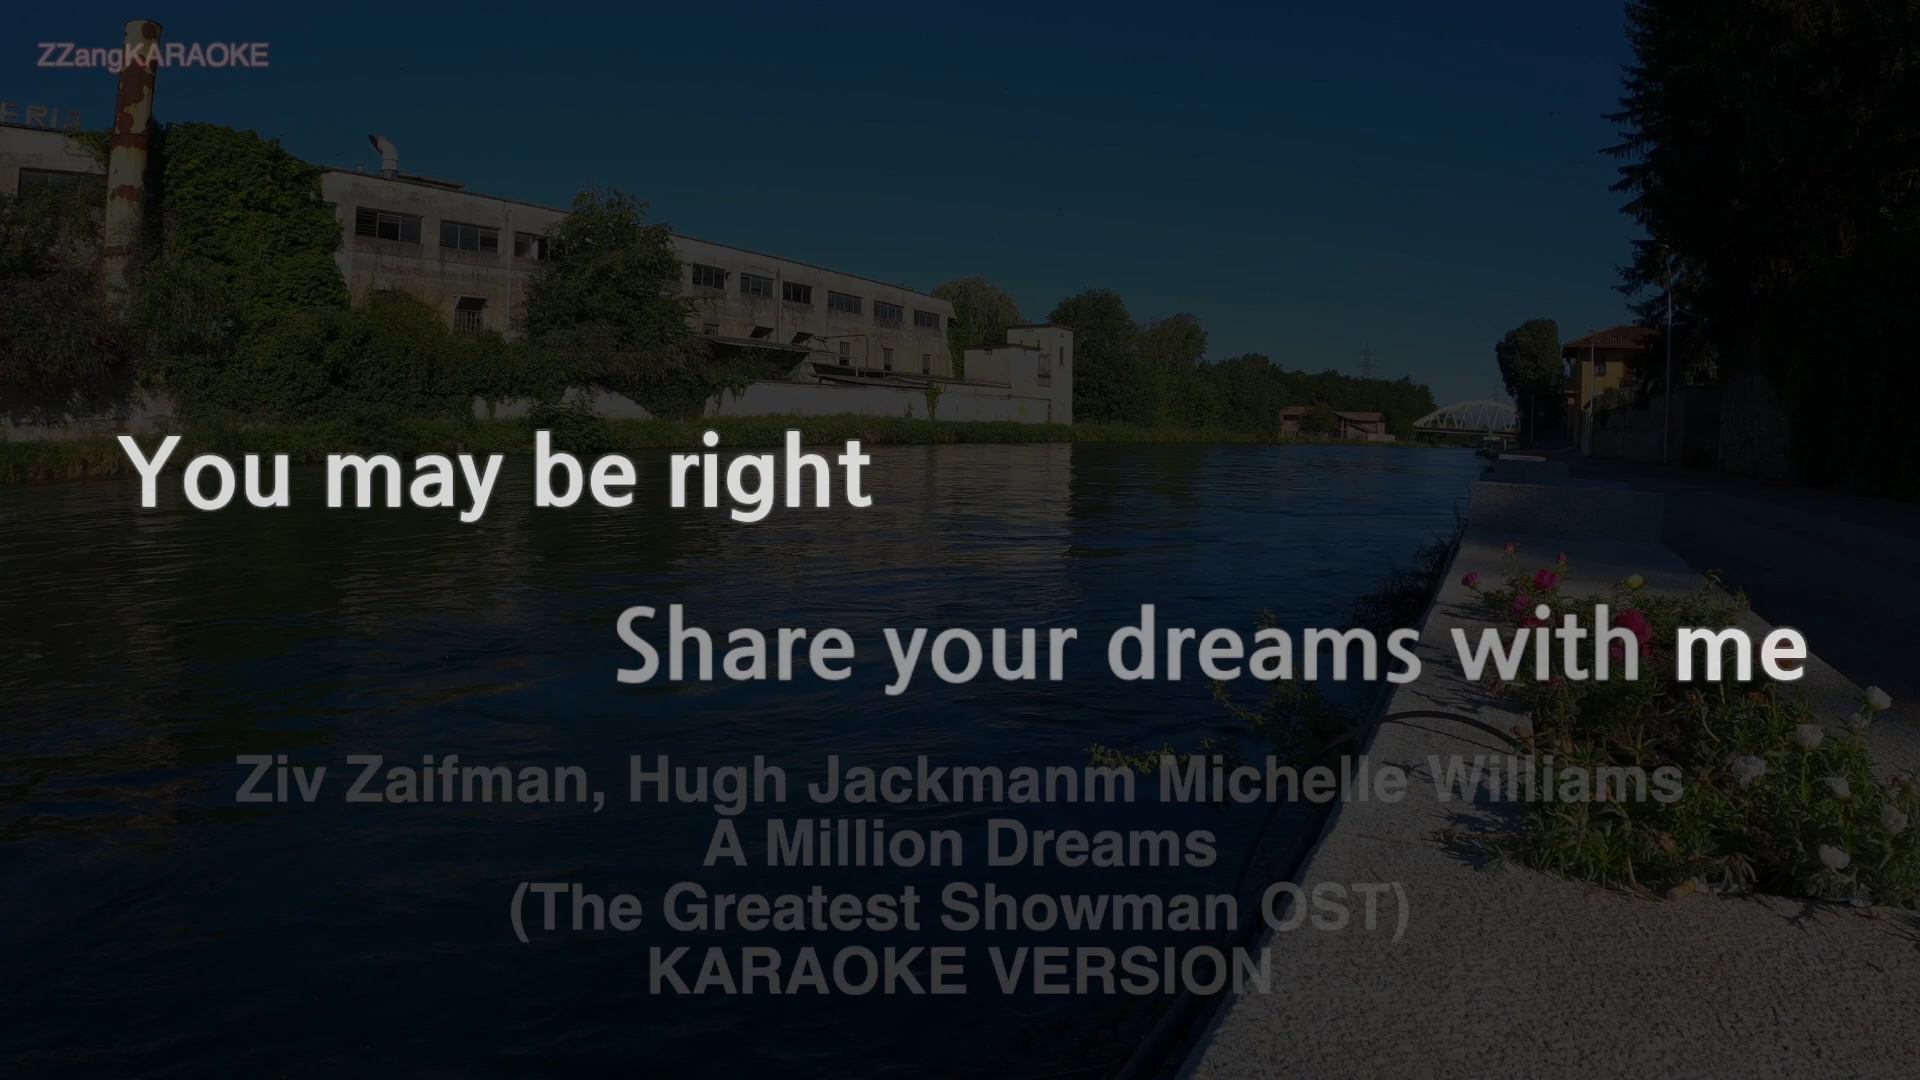 ZZangKARAOKE
You may be right
Share your dreams with me
Ziv Zaifman, Hugh Jackmanm Michelle Williams
A Million Dreams
(The Greatest Showman OST)
KARAOKE VERSION